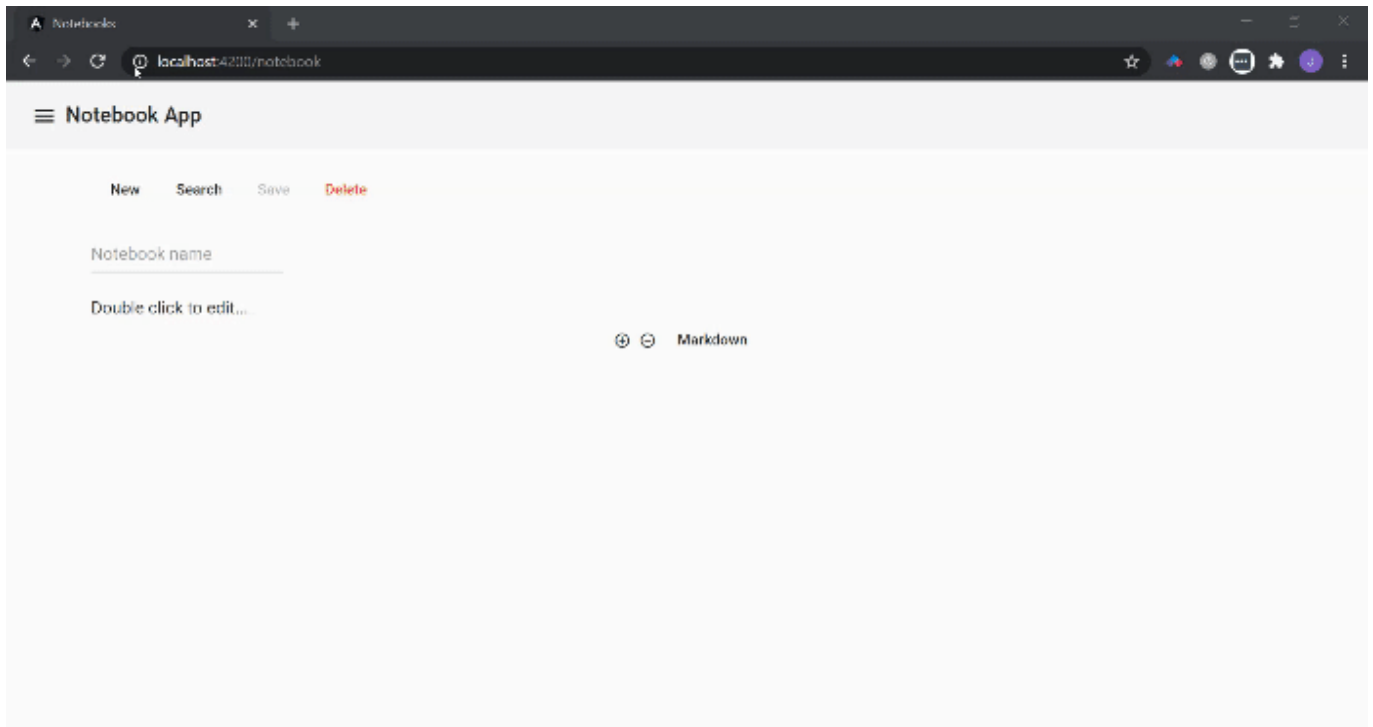 Notebooks
localhost:4200/notebook
Notebook App
New Search Save Delete
Notebook name
Double click to edit...
Markdown